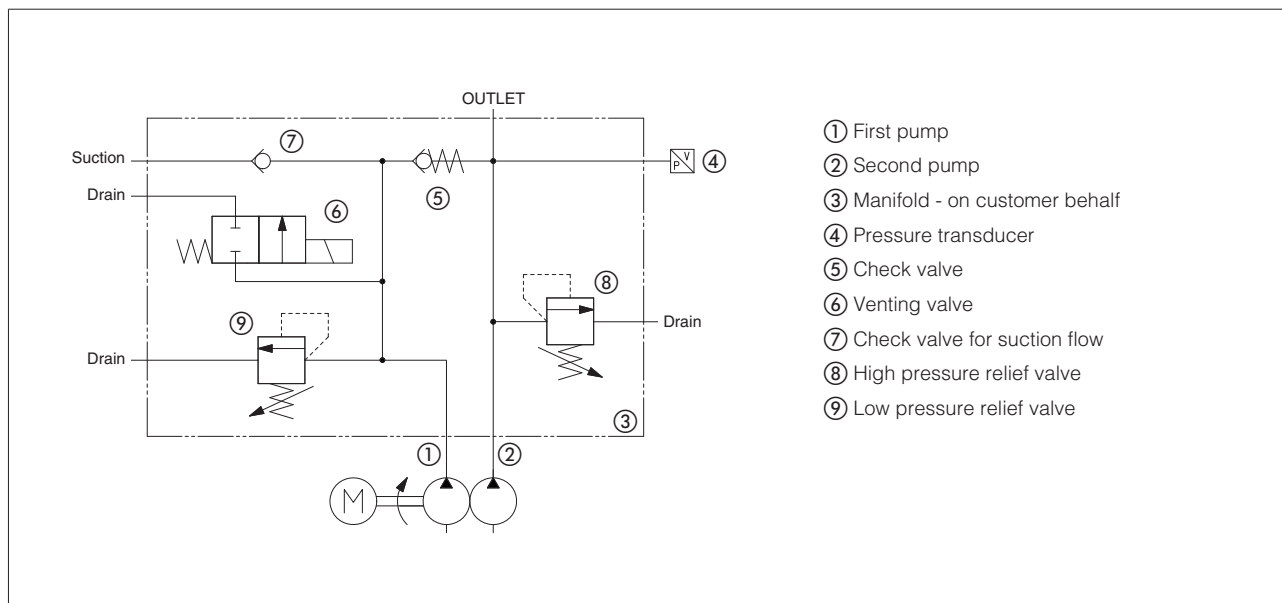 OUTLET
⑦
Suction
④
P V
⑤
Drain
⑥
⑧
⑨
Drain
Drain
③
① ②
M
① First pump
② Second pump
③ Manifold - on customer behalf
④ Pressure transducer
⑤ Check valve
⑥ Venting valve
⑦ Check valve for suction flow
⑧ High pressure relief valve
⑨ Low pressure relief valve